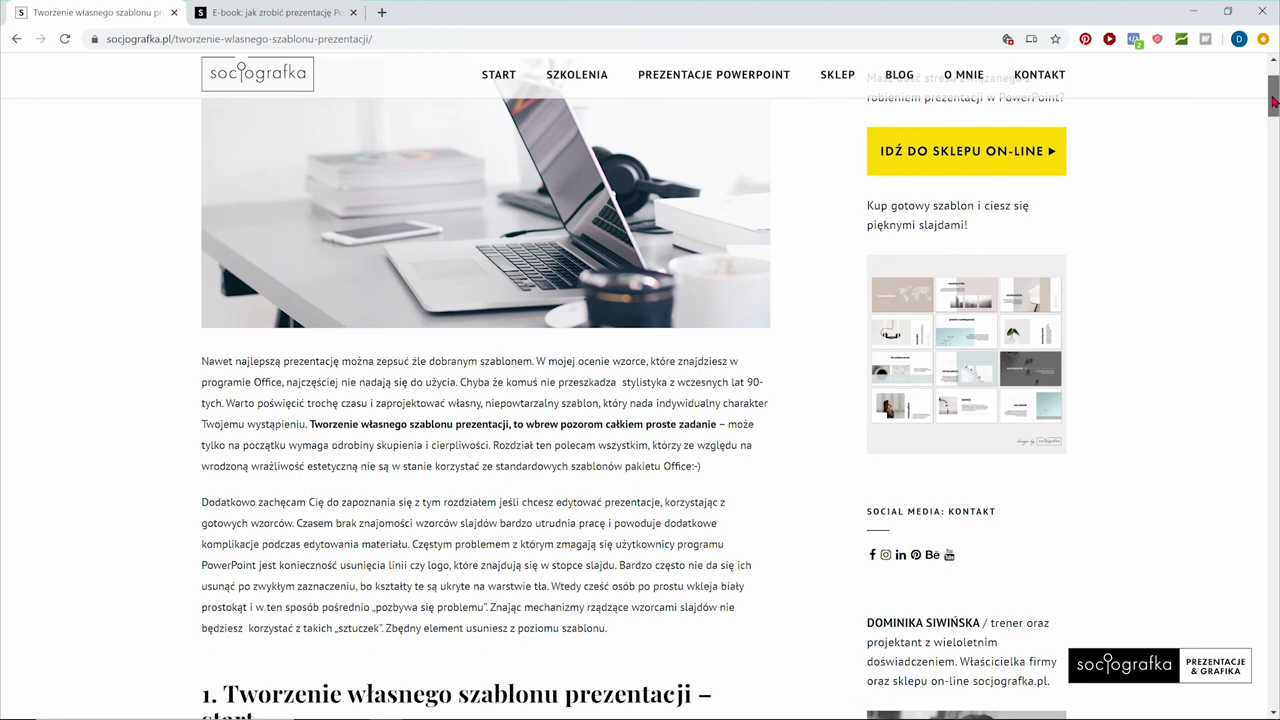 Tworzenie własnego szablonu pr
E-book: jak zrobić prezentację Po
socjografka.pl/tworzenie-wlasnego-szablonu-prezentacji/
2
D
socjografka
START
SZKOLENIA
PREZENTACJE POWERPOINT
SKLEP
BLOG
O MNIE
KONTAKT
Nawet najlepszą prezentację można zepsuć źle dobranym szablonem. W mojej ocenie wzorce, które znajdziesz w
programie Office, najczęściej nie nadają się do użycia. Chyba że komuś nie przeszkadza stylistyka z wczesnych lat 90-
tych. Warto poświęcić trochę czasu i zaprojektować własny, niepowtarzalny szablon, który nada indywidualny charakter
Twojemu wystąpieniu. Tworzenie własnego szablonu prezentacji, to wbrew pozorom całkiem proste zadanie – może
tylko na początku wymaga odrobiny skupienia i cierpliwości. Rozdział ten polecam wszystkim, którzy ze względu na
wrodzoną wrażliwość estetyczną nie są w stanie korzystać ze standardowych szablonów pakietu Office:-)
Dodatkowo zachęcam Cię do zapoznania się z tym rozdziałem jeśli chcesz edytować prezentacje, korzystając z
gotowych wzorców. Czasem brak znajomości wzorców slajdów bardzo utrudnia pracę i powoduje dodatkowe
komplikacje podczas edytowania materiału. Częstym problemem z którym zmagają się użytkownicy programu
PowerPoint jest konieczność usunięcia linii czy logo, które znajdują się w stopce slajdu. Bardzo często nie da się ich
usunąć po zwykłym zaznaczeniu, bo kształty te są ukryte na warstwie tła. Wtedy cześć osób po prostu wkleja biały
prostokąt i w ten sposób pośrednio „pozbywa się problemu”. Znając mechanizmy rządzące wzorcami slajdów nie
będziesz korzystać z takich „sztuczek”. Zbędny element usuniesz z poziomu szablonu.
1. Tworzenie własnego szablonu prezentacji –
start
Masz dość stresu związanego z
robieniem prezentacji w PowerPoint?
IDŹ DO SKLEPU ON-LINE
Kup gotowy szablon i ciesz się
pięknymi slajdami!
SOCIAL MEDIA: KONTAKT
DOMINIKA SIWIŃSKA / trener oraz
projektant z wieloletnim
doświadczeniem. Właścicielka firmy
oraz sklepu on-line socjografka.pl.
socjografka
PREZENTACJE
& GRAFIKA